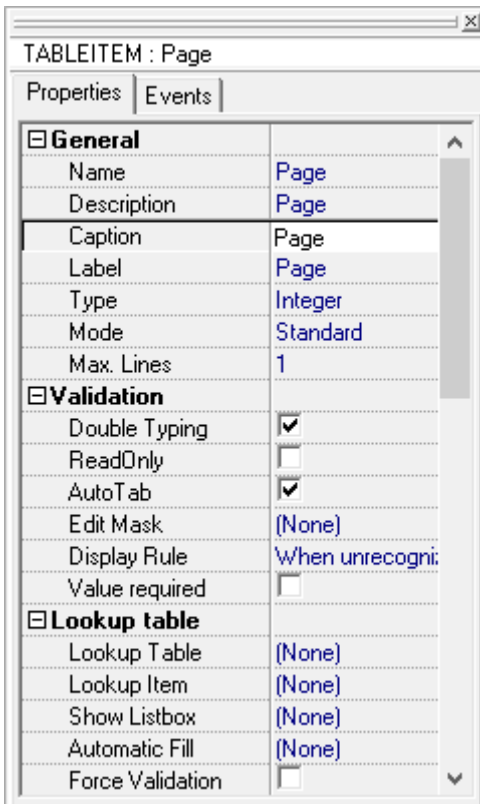 TABLEITEM : Page
Properties Events
General
Name Page
Description Page
Caption Page
Label Page
Type Integer
Mode Standard
Max. Lines 1
Validation
Double Typing
ReadOnly
AutoTab
Edit Mask (None)
Display Rule When unrecogni
Value required
Lookup table
Lookup Table (None)
Lookup Item (None)
Show Listbox (None)
Automatic Fill (None)
Force Validation